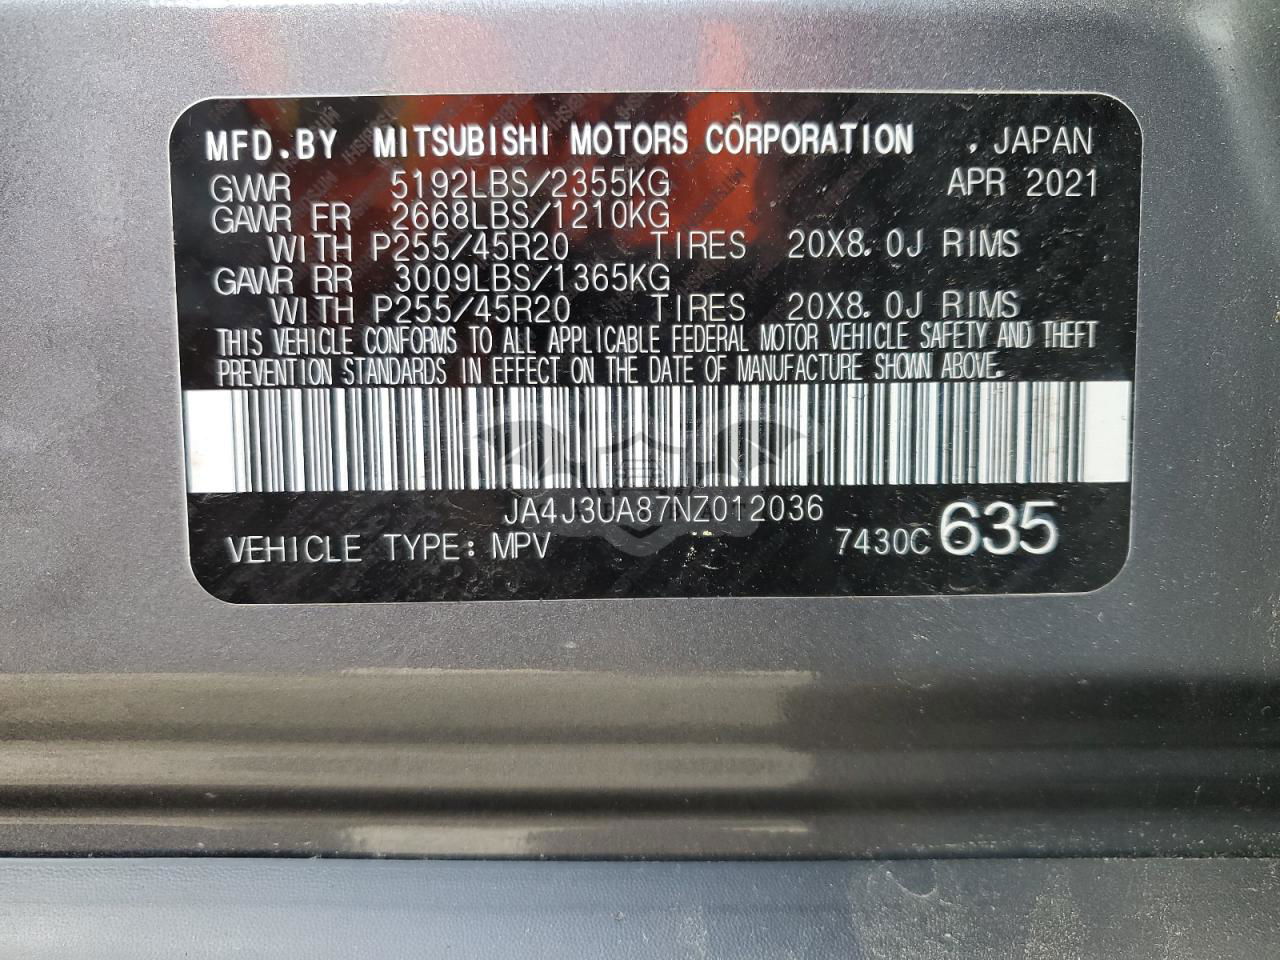 MFD.BY MITSUBISHI MOTORS CORPORATION , JAPAN
GVWR 5192LBS/2355KG APR 2021
GAWR FR 2668LBS/1210KG
WITH P255/45R20 TIRES 20X8.0J RIMS
GAWR RR 3009LBS/1365KG
WITH P255/45R20 TIRES 20X8.0J RIMS
THIS VEHICLE CONFORMS TO ALL APPLICABLE FEDERAL MOTOR VEHICLE SAFETY AND THEFT
PREVENTION STANDARDS IN EFFECT ON THE DATE OF MANUFACTURE SHOWN ABOVE.
JA4J3UA87NZ012036
VEHICLE TYPE: MPV 7430C 635